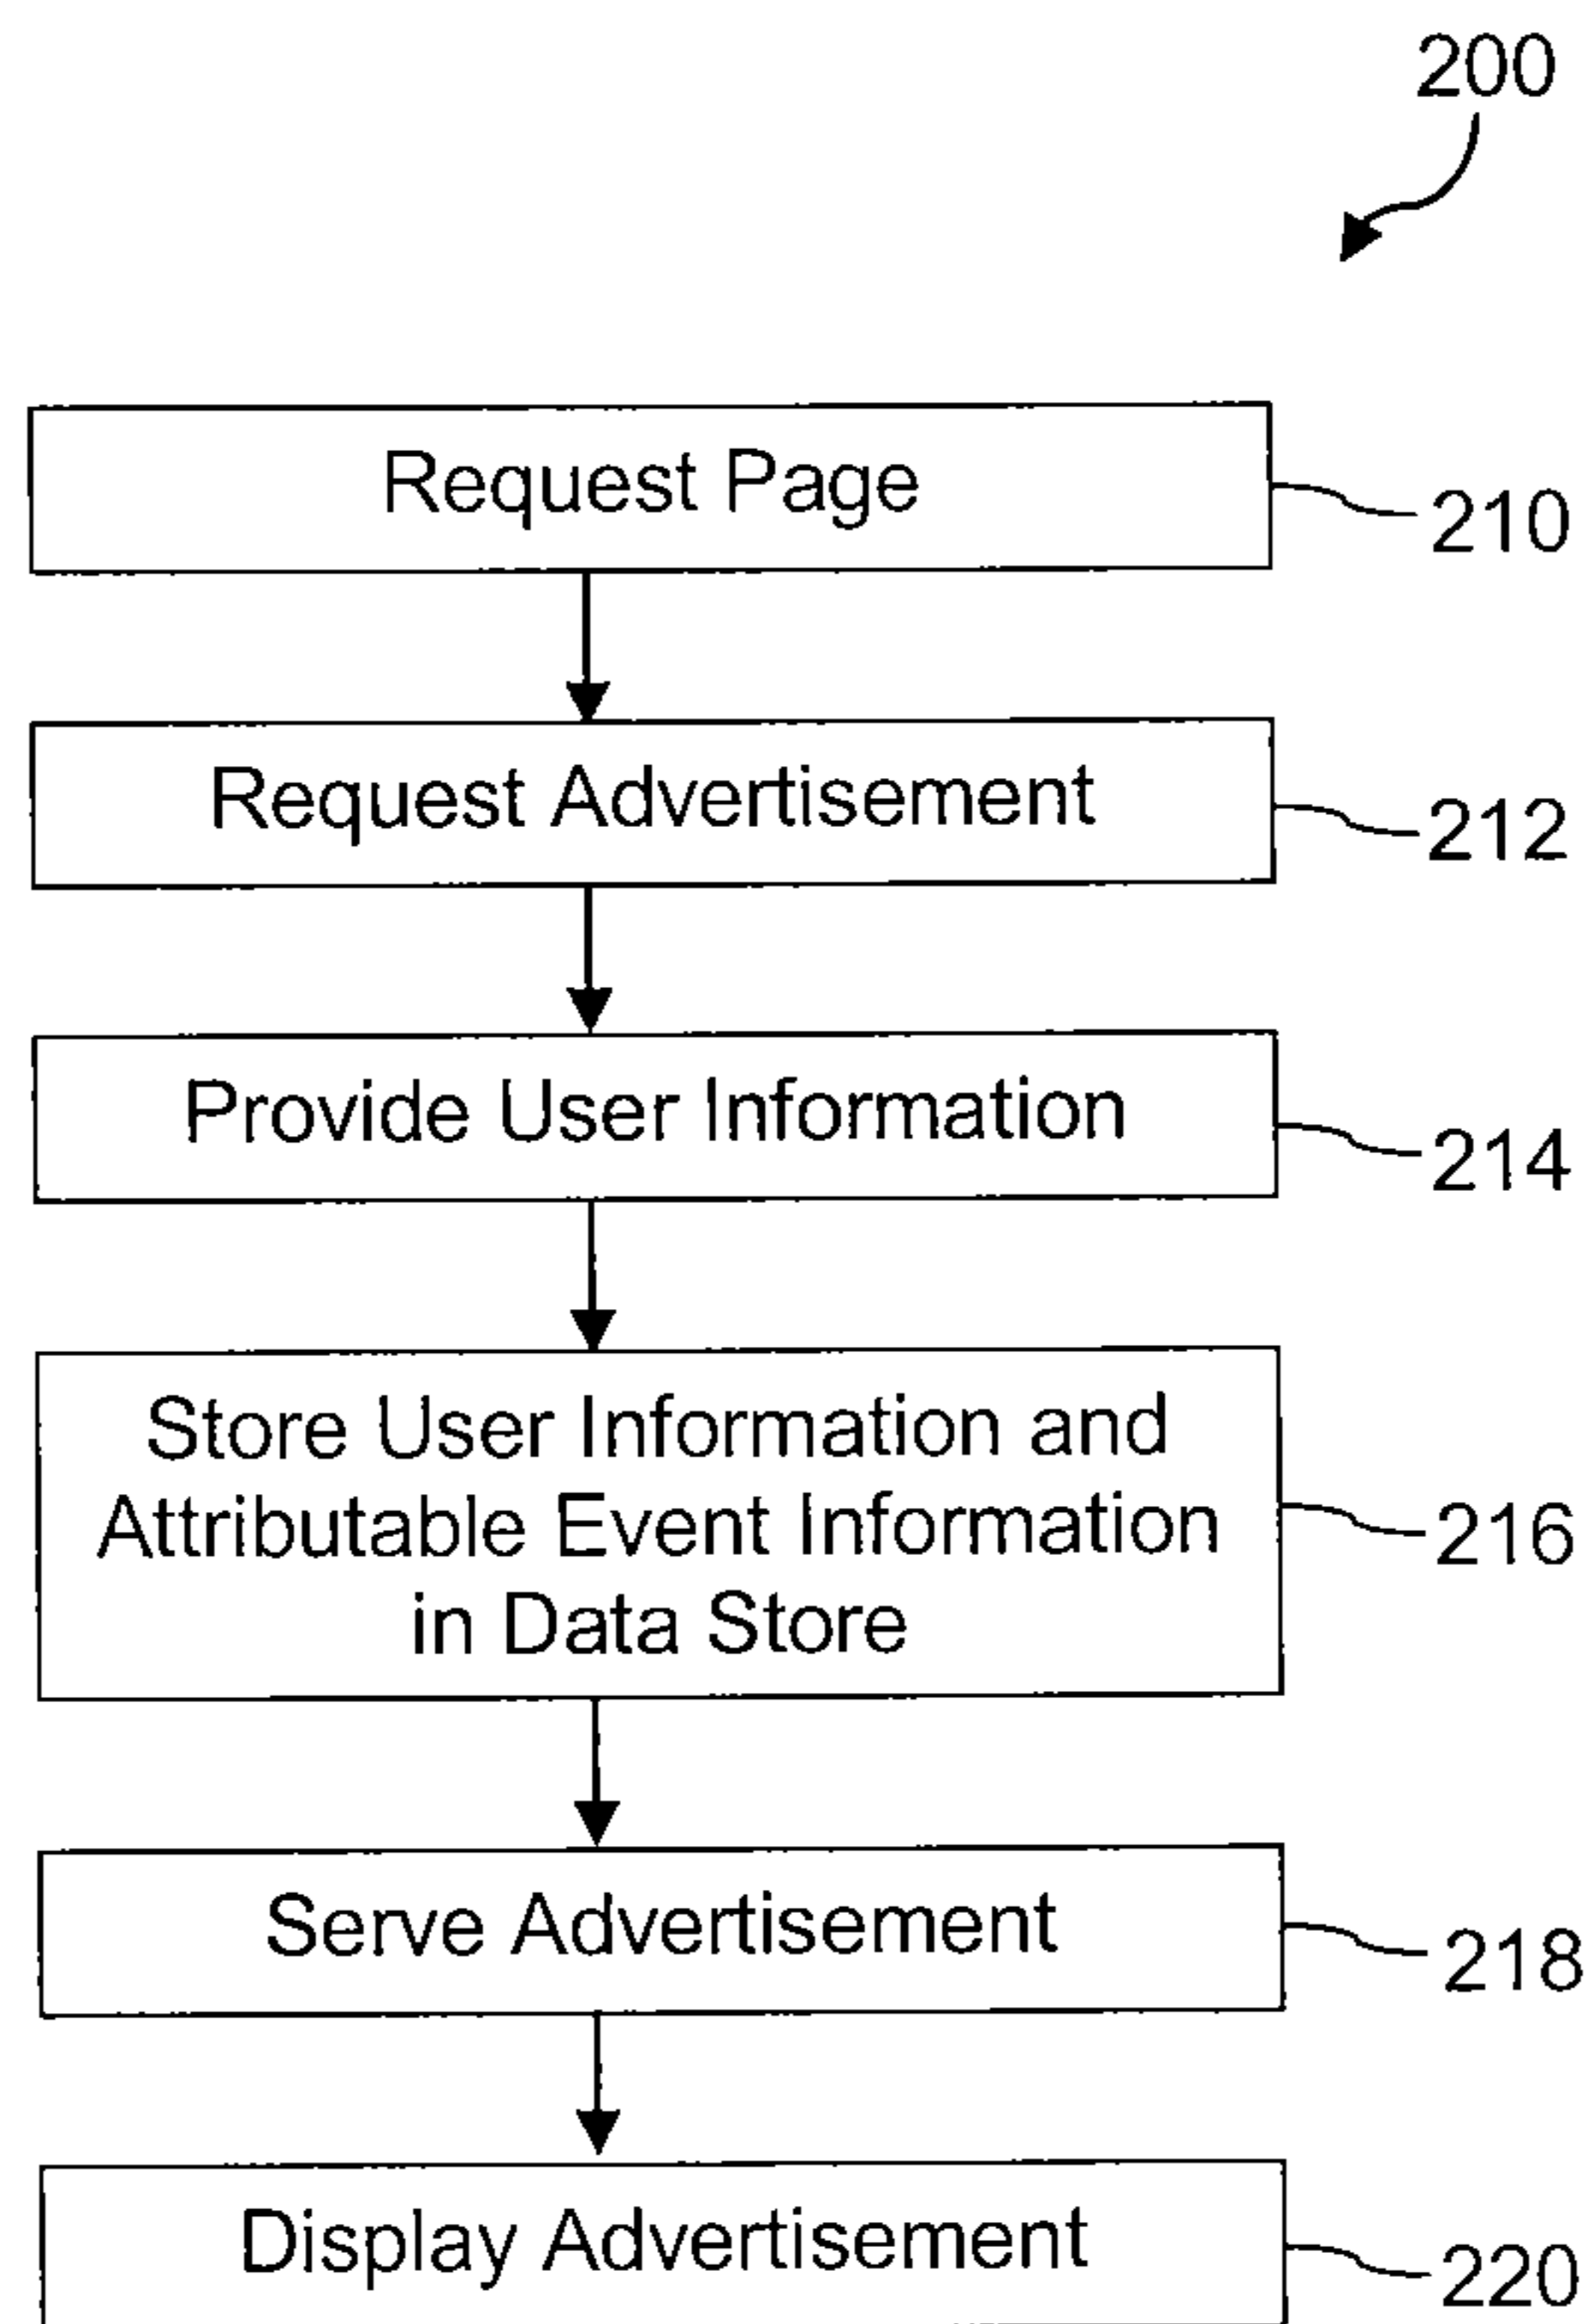 200
Request Page
210
Request Advertisement
212
Provide User Information
214
Store User Information and
Attributable Event Information
in Data Store
216
Serve Advertisement
218
Display Advertisement
220